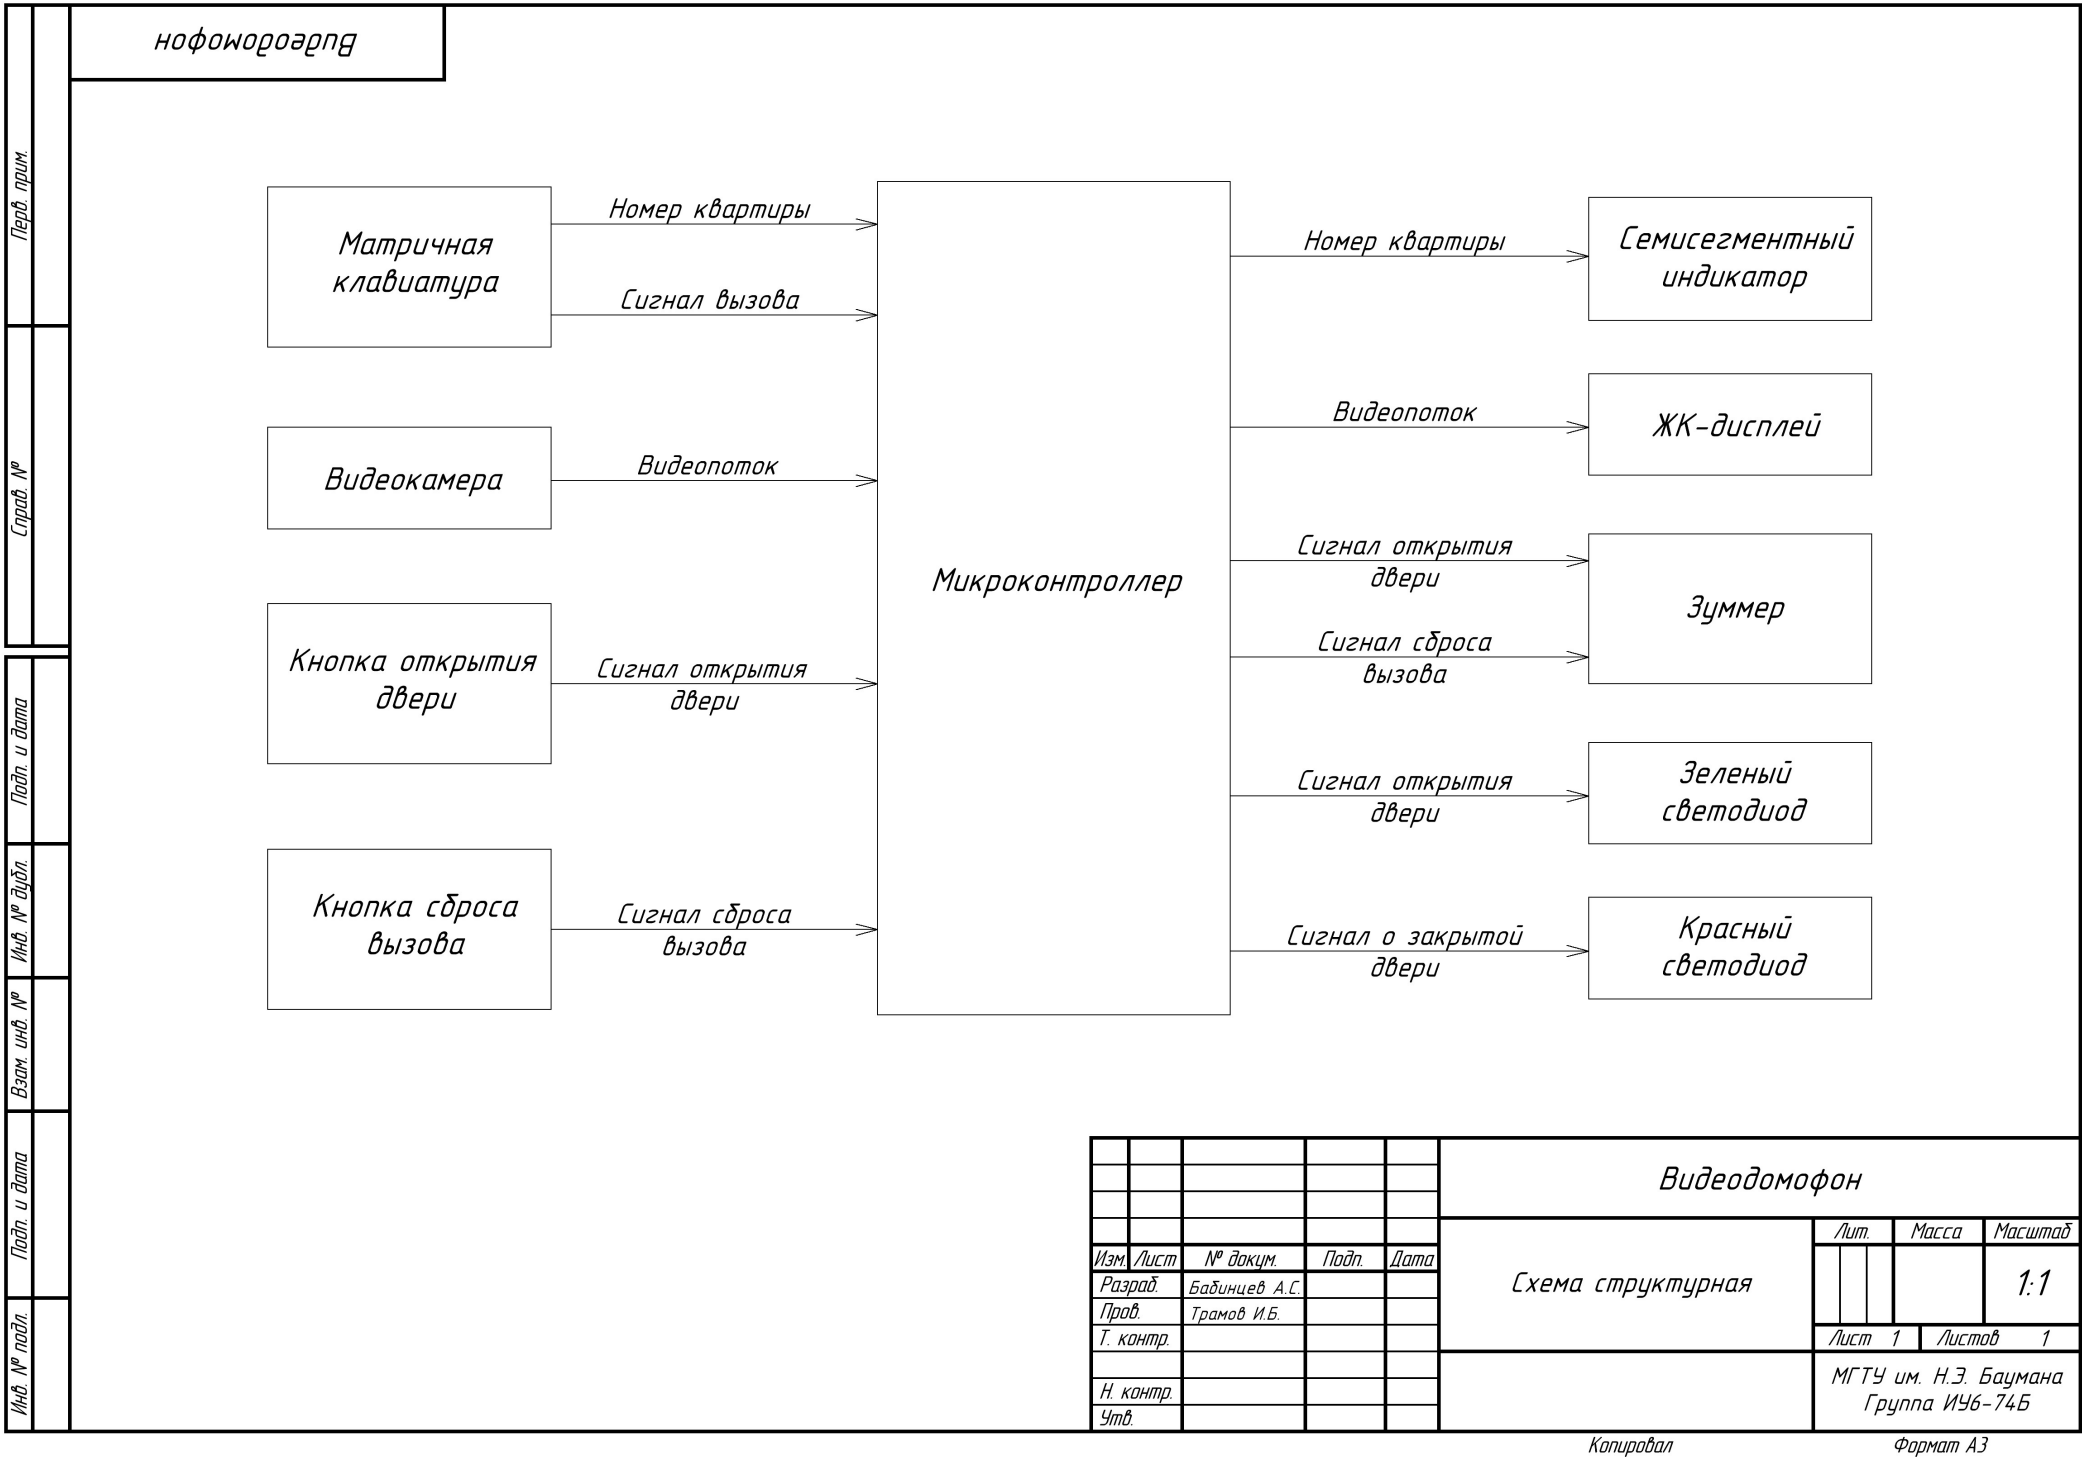 Видеодомофон
Перв. прим.
Справ. №
Подп. и дата
Инв. № дубл.
Взам. инв. №
Подп. и дата
Инв. № подл.
Матричная
клавиатура
Номер квартиры
Сигнал вызова
Видеокамера
Видеопоток
Кнопка открытия
двери
Сигнал открытия
двери
Кнопка сброса
вызова
Сигнал сброса
вызова
Микроконтроллер
Номер квартиры
Семисегментный
индикатор
Видеопоток
ЖК-дисплей
Сигнал открытия
двери
Сигнал сброса
вызова
Зуммер
Сигнал открытия
двери
Зеленый
светодиод
Сигнал о закрытой
двери
Красный
светодиод
Видеодомофон
Изм. Лист № докум. Подп. Дата
Разраб. Бабинцев А.С.
Пров. Трамов И.Б.
Т. контр.
Н. контр.
Утв.
Схема структурная
Лит. Масса Масштаб
1:1
Лист 1 Листов 1
МГТУ им. Н.Э. Баумана
Группа ИУ6-74Б
Копировал Формат А3